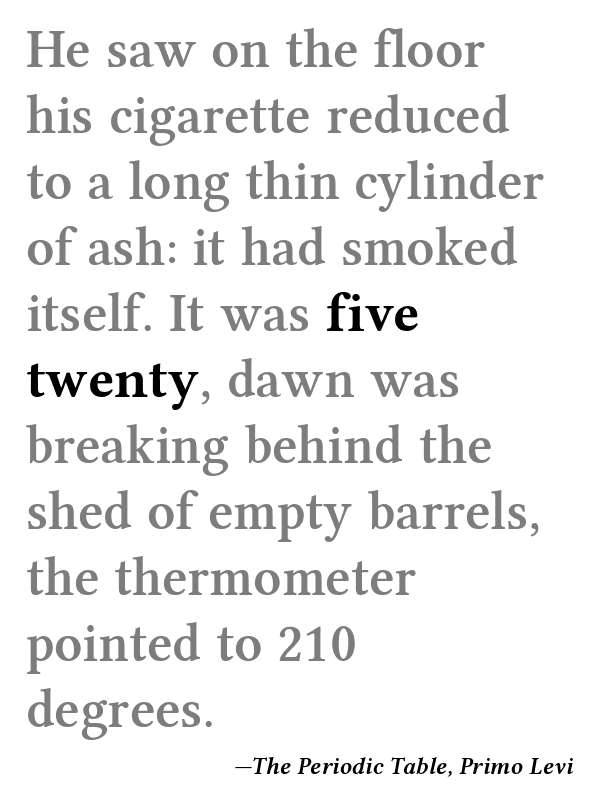 He saw on the floor
his cigarette reduced
to a long thin cylinder
of ash: it had smoked
itself. It was five
twenty, dawn was
breaking behind the
shed of empty barrels,
the thermometer
pointed to 210
degrees.
—The Periodic Table, Primo Levi